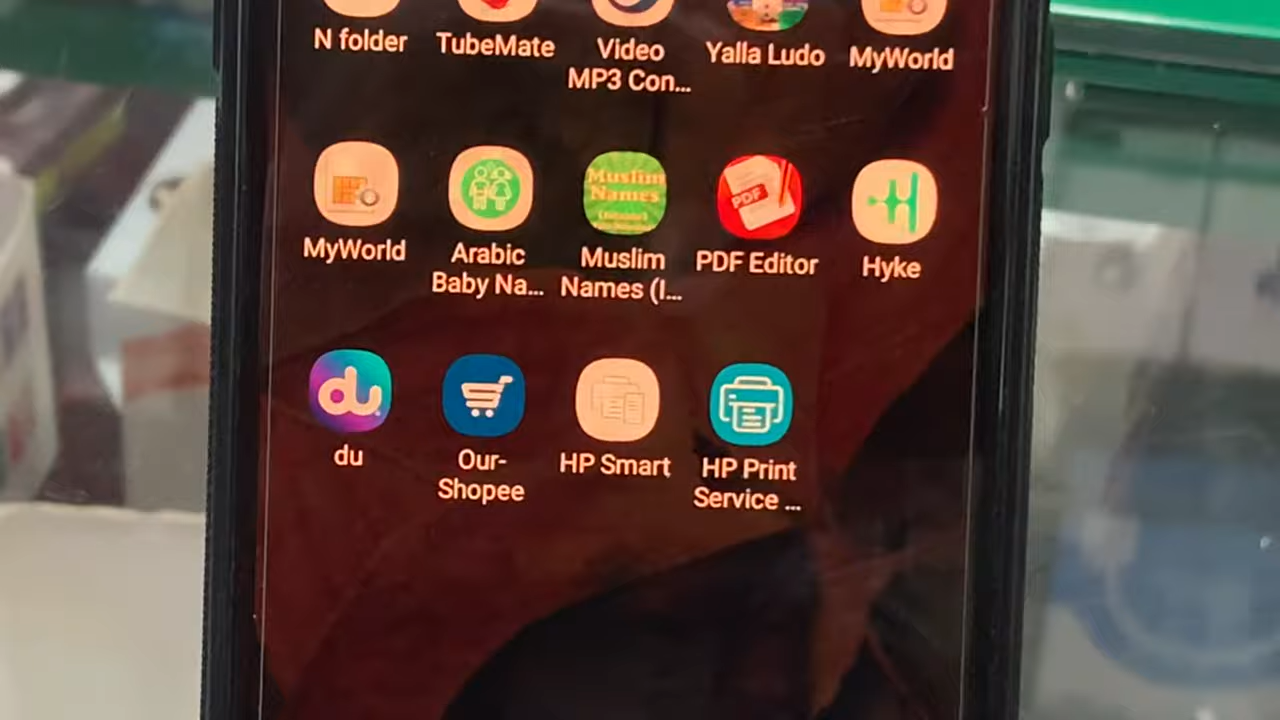 N folder
TubeMate
Video
MP3 Con...
Yalla Ludo
MyWorld
MyWorld
Arabic
Baby Na...
Muslim
Names
Muslim
Names (I...
PDF
PDF Editor
Hyke
du
du
Our-
Shopee
HP Smart
HP Print
Service ...